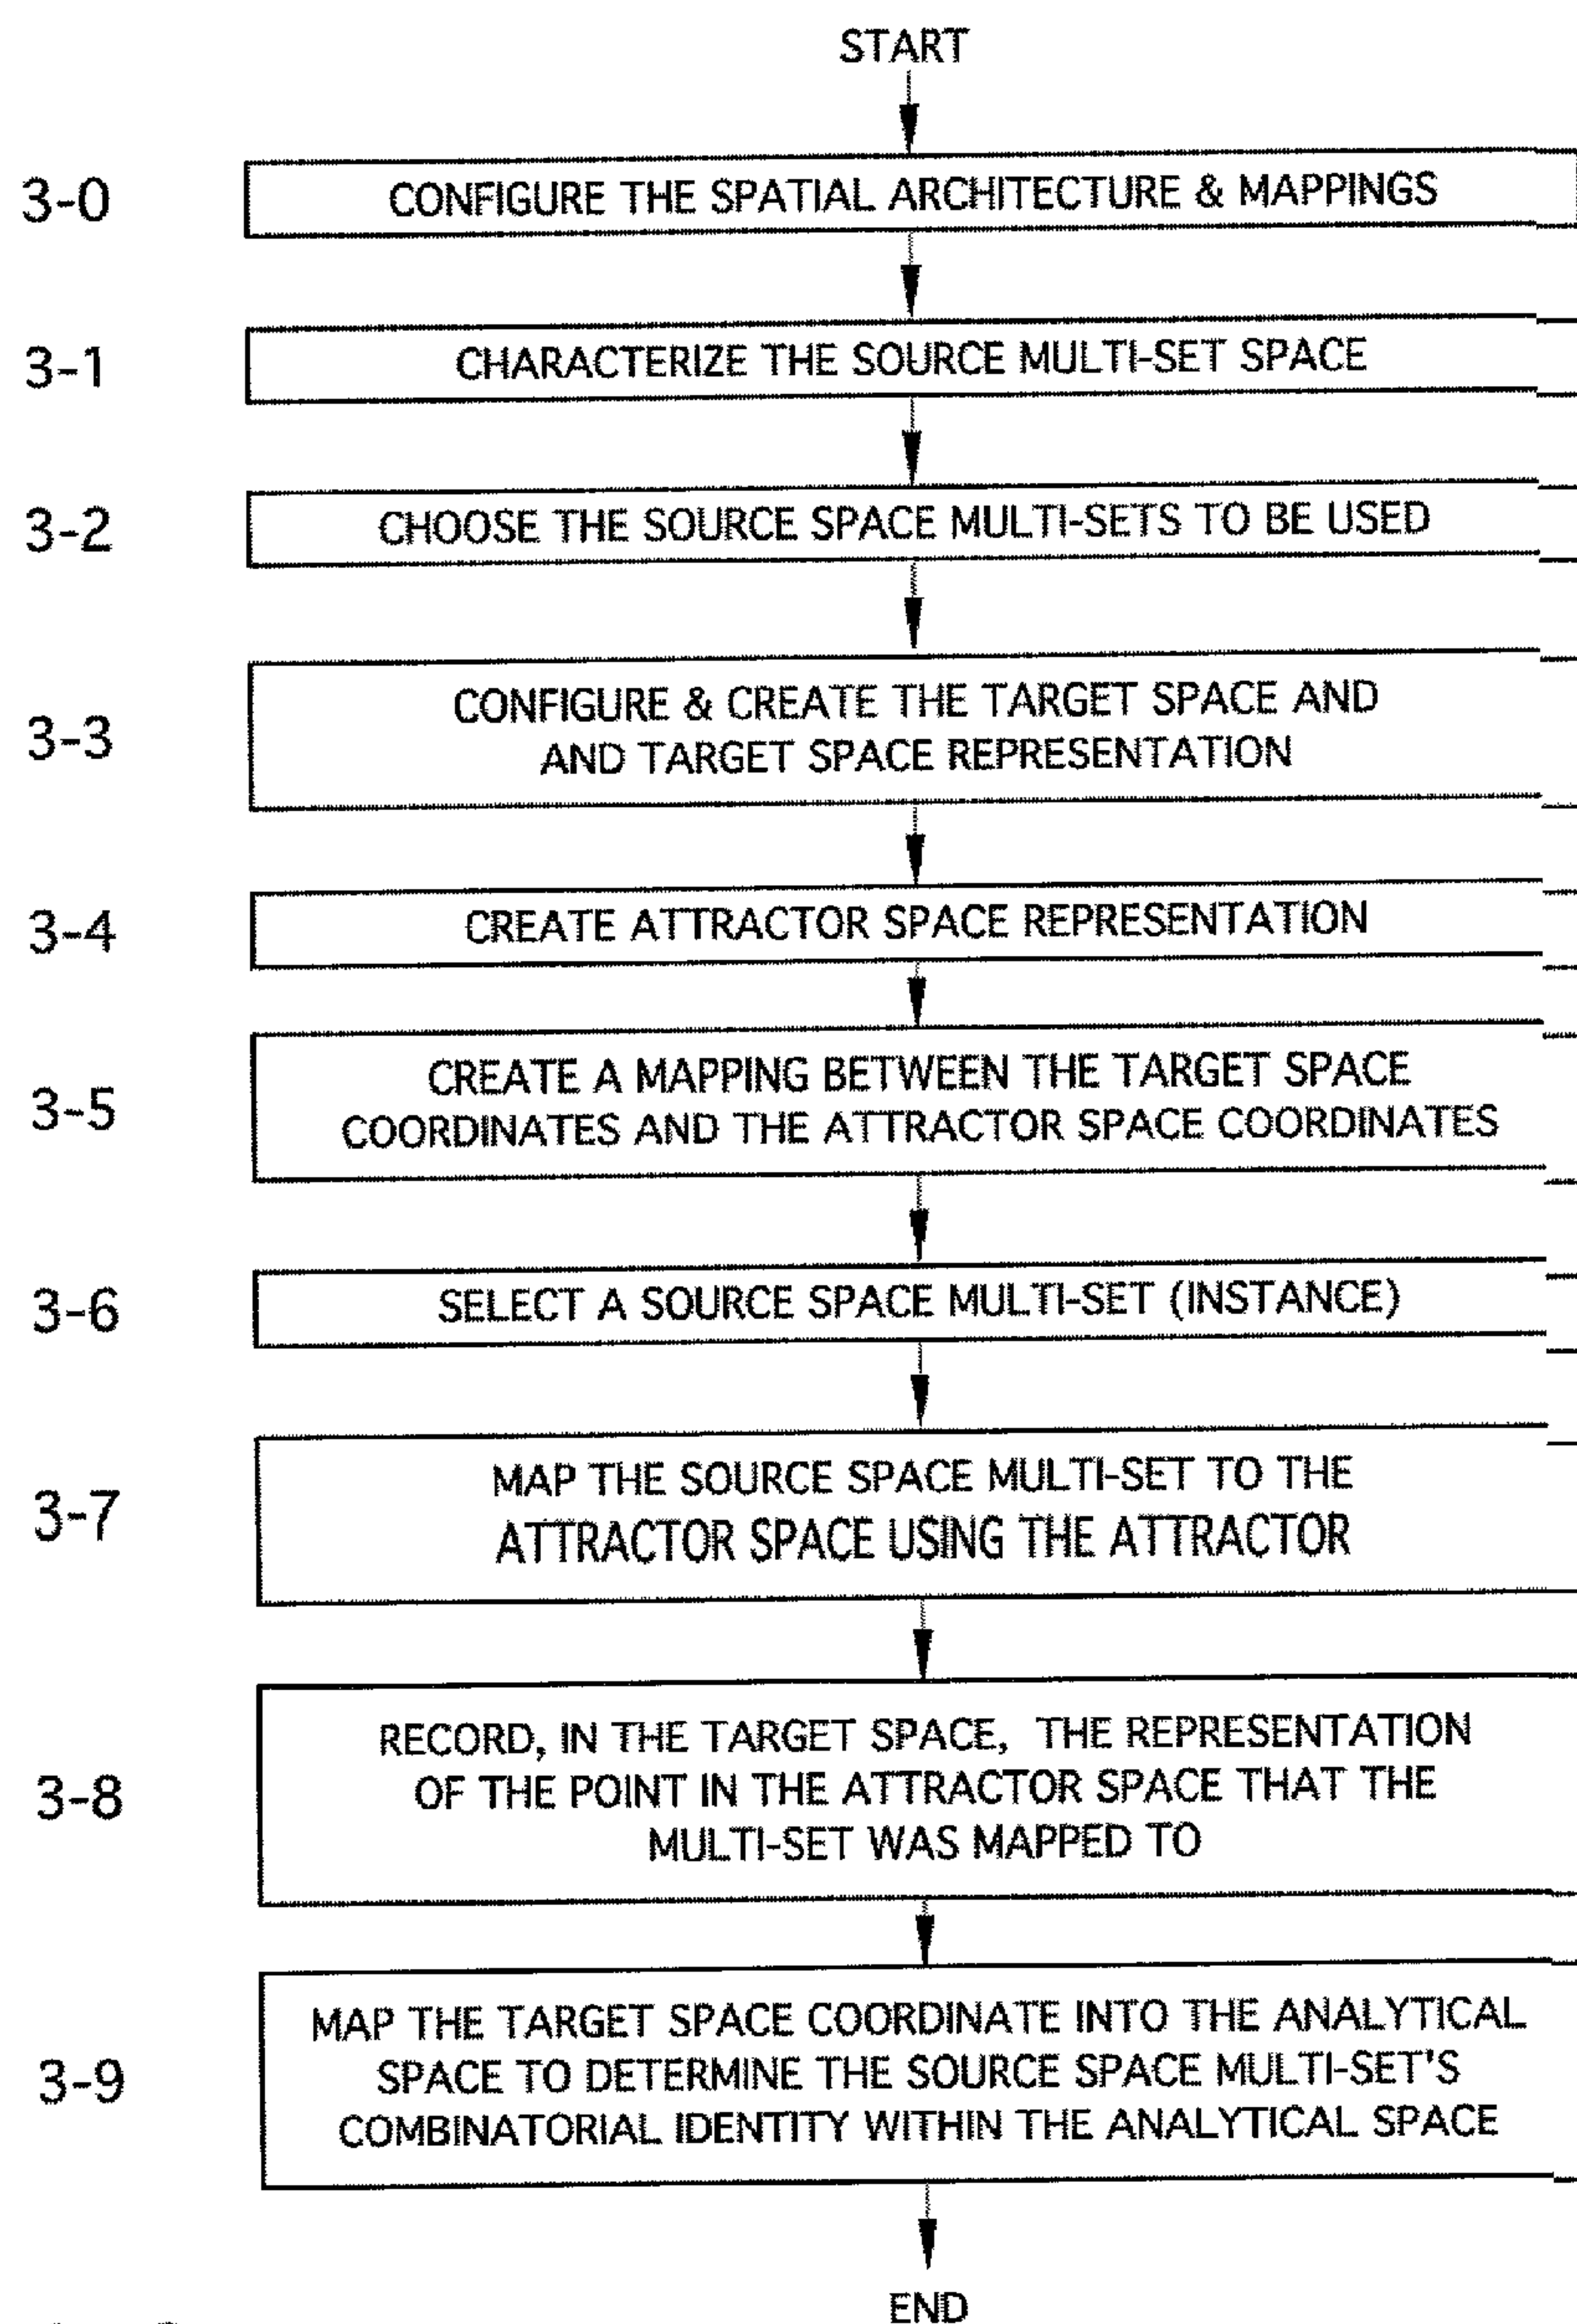 START
3-0
CONFIGURE THE SPATIAL ARCHITECTURE & MAPPINGS
3-1
CHARACTERIZE THE SOURCE MULTI-SET SPACE
3-2
CHOOSE THE SOURCE SPACE MULTI-SETS TO BE USED
3-3
CONFIGURE & CREATE THE TARGET SPACE AND
AND TARGET SPACE REPRESENTATION
3-4
CREATE ATTRACTOR SPACE REPRESENTATION
3-5
CREATE A MAPPING BETWEEN THE TARGET SPACE
COORDINATES AND THE ATTRACTOR SPACE COORDINATES
3-6
SELECT A SOURCE SPACE MULTI-SET (INSTANCE)
3-7
MAP THE SOURCE SPACE MULTI-SET TO THE
ATTRACTOR SPACE USING THE ATTRACTOR
3-8
RECORD, IN THE TARGET SPACE, THE REPRESENTATION
OF THE POINT IN THE ATTRACTOR SPACE THAT THE
MULTI-SET WAS MAPPED TO
3-9
MAP THE TARGET SPACE COORDINATE INTO THE ANALYTICAL
SPACE TO DETERMINE THE SOURCE SPACE MULTI-SET'S
COMBINATORIAL IDENTITY WITHIN THE ANALYTICAL SPACE
END